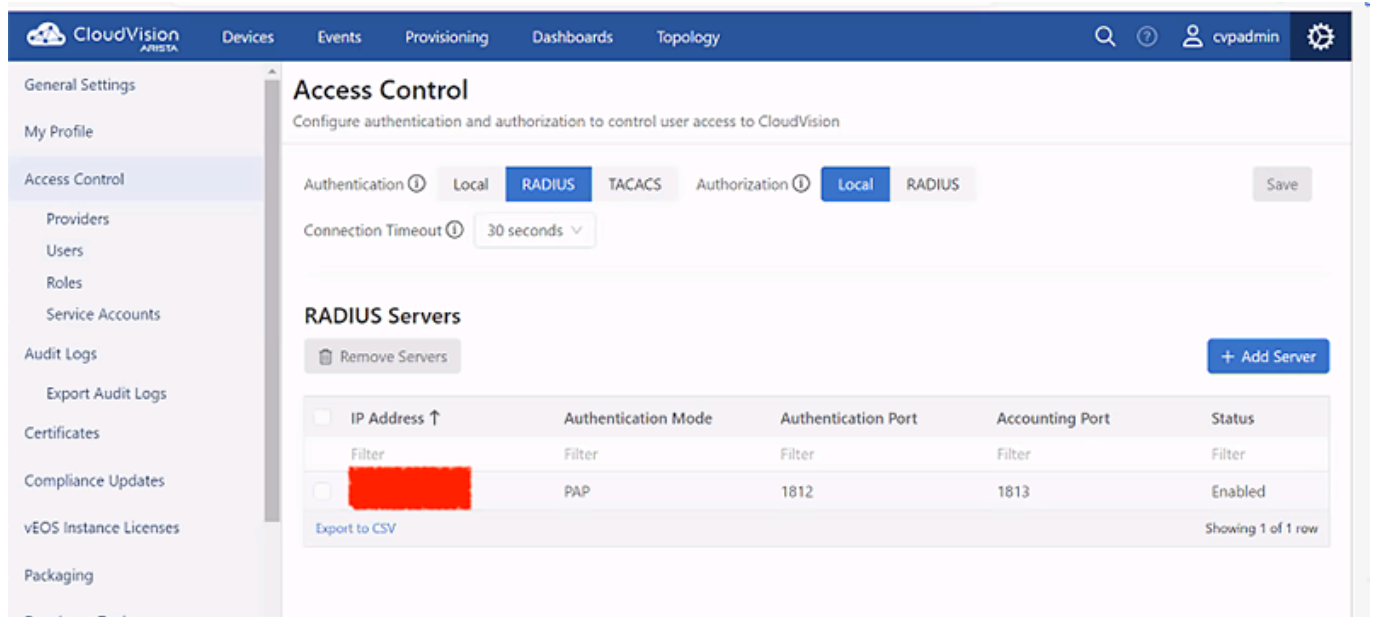 CloudVision
ARISTA
Devices Events Provisioning Dashboards Topology cvpadmin
General Settings
My Profile
Access Control
Providers
Users
Roles
Service Accounts
Audit Logs
Export Audit Logs
Certificates
Compliance Updates
vEOS Instance Licenses
Packaging
Access Control
Configure authentication and authorization to control user access to CloudVision
Authentication Local RADIUS TACACS Authorization Local RADIUS Save
Connection Timeout 30 seconds
RADIUS Servers
Remove Servers + Add Server
IP Address ↑ Authentication Mode Authentication Port Accounting Port Status
Filter Filter Filter Filter Filter
PAP 1812 1813 Enabled
Export to CSV Showing 1 of 1 row